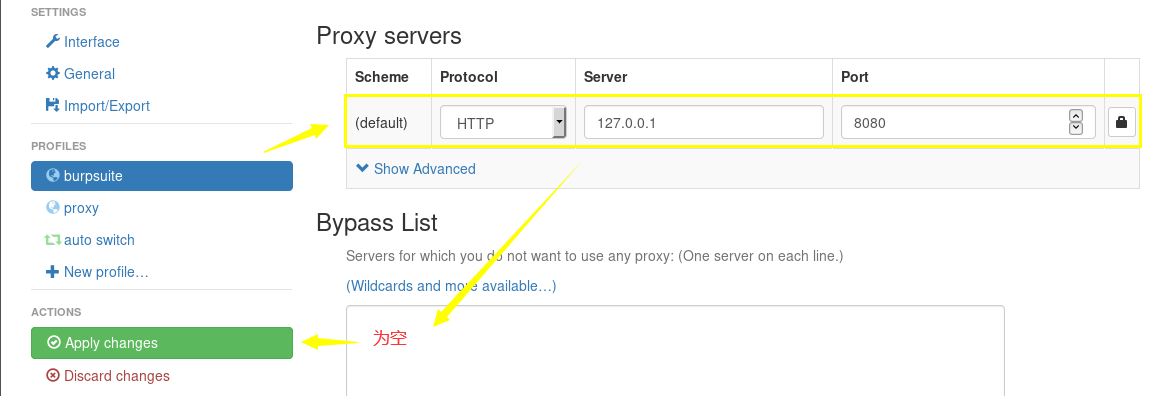 SETTINGS
Interface
General
Import/Export
PROFILES
burpsuite
proxy
auto switch
New profile…
ACTIONS
Apply changes
Discard changes
Proxy servers
Scheme Protocol Server Port
(default) HTTP 127.0.0.1 8080
Show Advanced
Bypass List
Servers for which you do not want to use any proxy: (One server on each line.)
(Wildcards and more available…)
为空